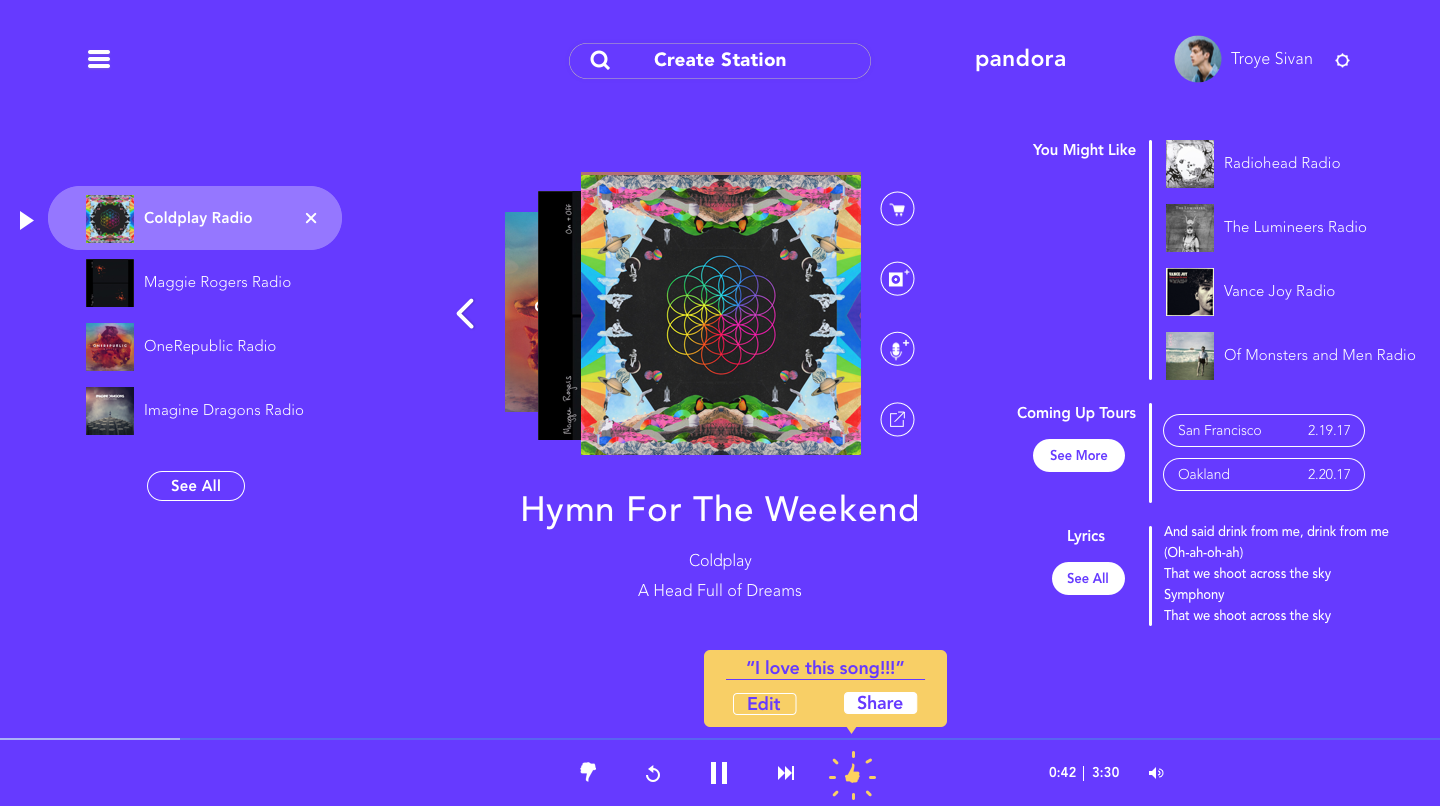 Create Station
pandora
Troye Sivan
Coldplay Radio
Maggie Rogers Radio
OneRepublic Radio
Imagine Dragons Radio
See All
On + Off
Maggie Rogers
Hymn For The Weekend
Coldplay
A Head Full of Dreams
You Might Like
Radiohead Radio
The Lumineers Radio
VANCE JOY
Vance Joy Radio
Of Monsters and Men Radio
Coming Up Tours
See More
San Francisco 2.19.17
Oakland 2.20.17
Lyrics
See All
And said drink from me, drink from me
(Oh-ah-oh-ah)
That we shoot across the sky
Symphony
That we shoot across the sky
“I love this song!!!”
Edit
Share
0:42 | 3:30